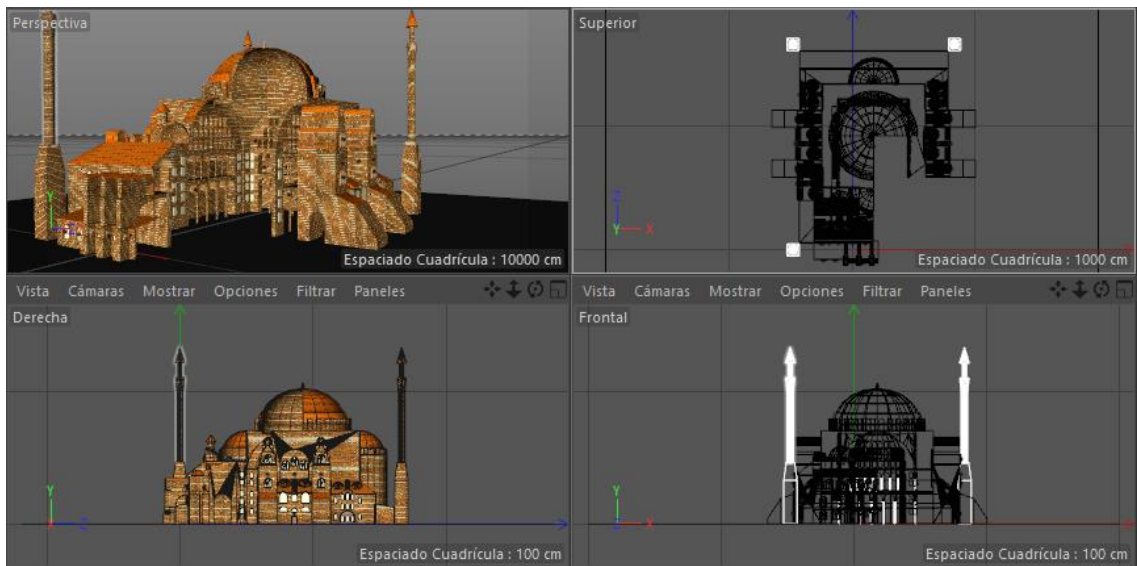 Perspectiva
Y
Z
Espaciado Cuadrícula : 10000 cm
Superior
Z
Y
X
Espaciado Cuadrícula : 1000 cm
Vista Cámaras Mostrar Opciones Filtrar Paneles
Derecha
Y
X
Z
Espaciado Cuadrícula : 100 cm
Vista Cámaras Mostrar Opciones Filtrar Paneles
Frontal
Y
Z
X
Espaciado Cuadrícula : 100 cm